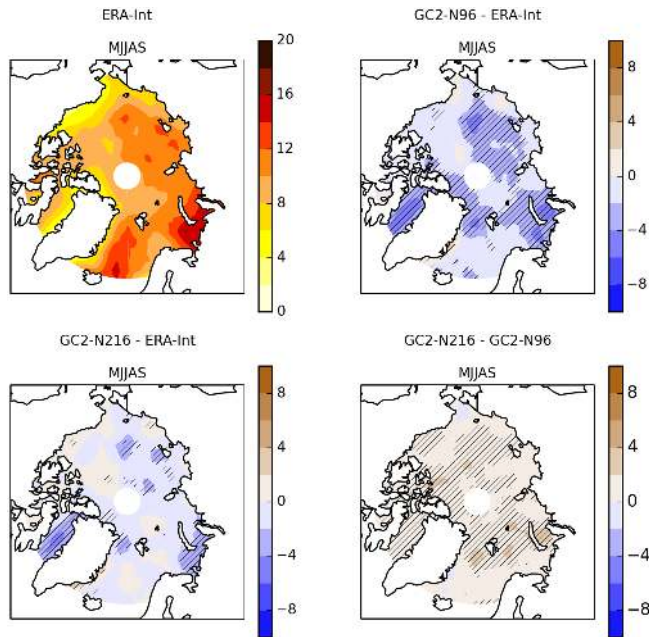 ERA-Int
MJJAS
20
16
12
8
4
0
GC2-N96 - ERA-Int
MJJAS
8
4
0
−4
−8
GC2-N216 - ERA-Int
MJJAS
8
4
0
−4
−8
GC2-N216 - GC2-N96
MJJAS
8
4
0
−4
−8